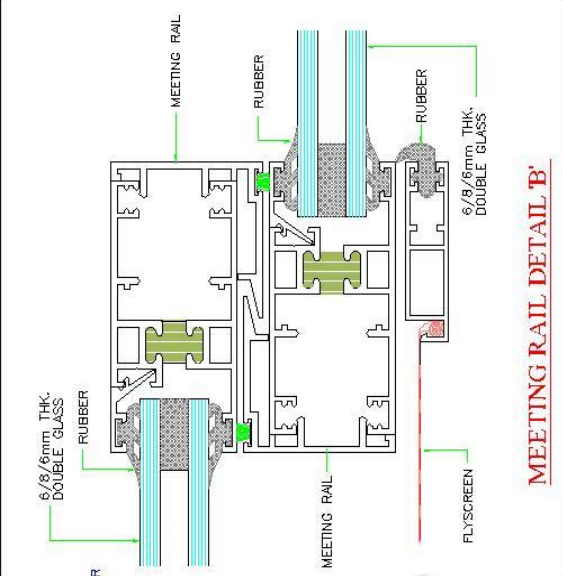 MEETING RAIL
RUBBER
RUBBER
6/8/6mm THK.
DOUBLE GLASS
6/8/6mm THK.
DOUBLE GLASS
RUBBER
MEETING RAIL
FLYSCREEN
MEETING RAIL DETAIL 'B'
R